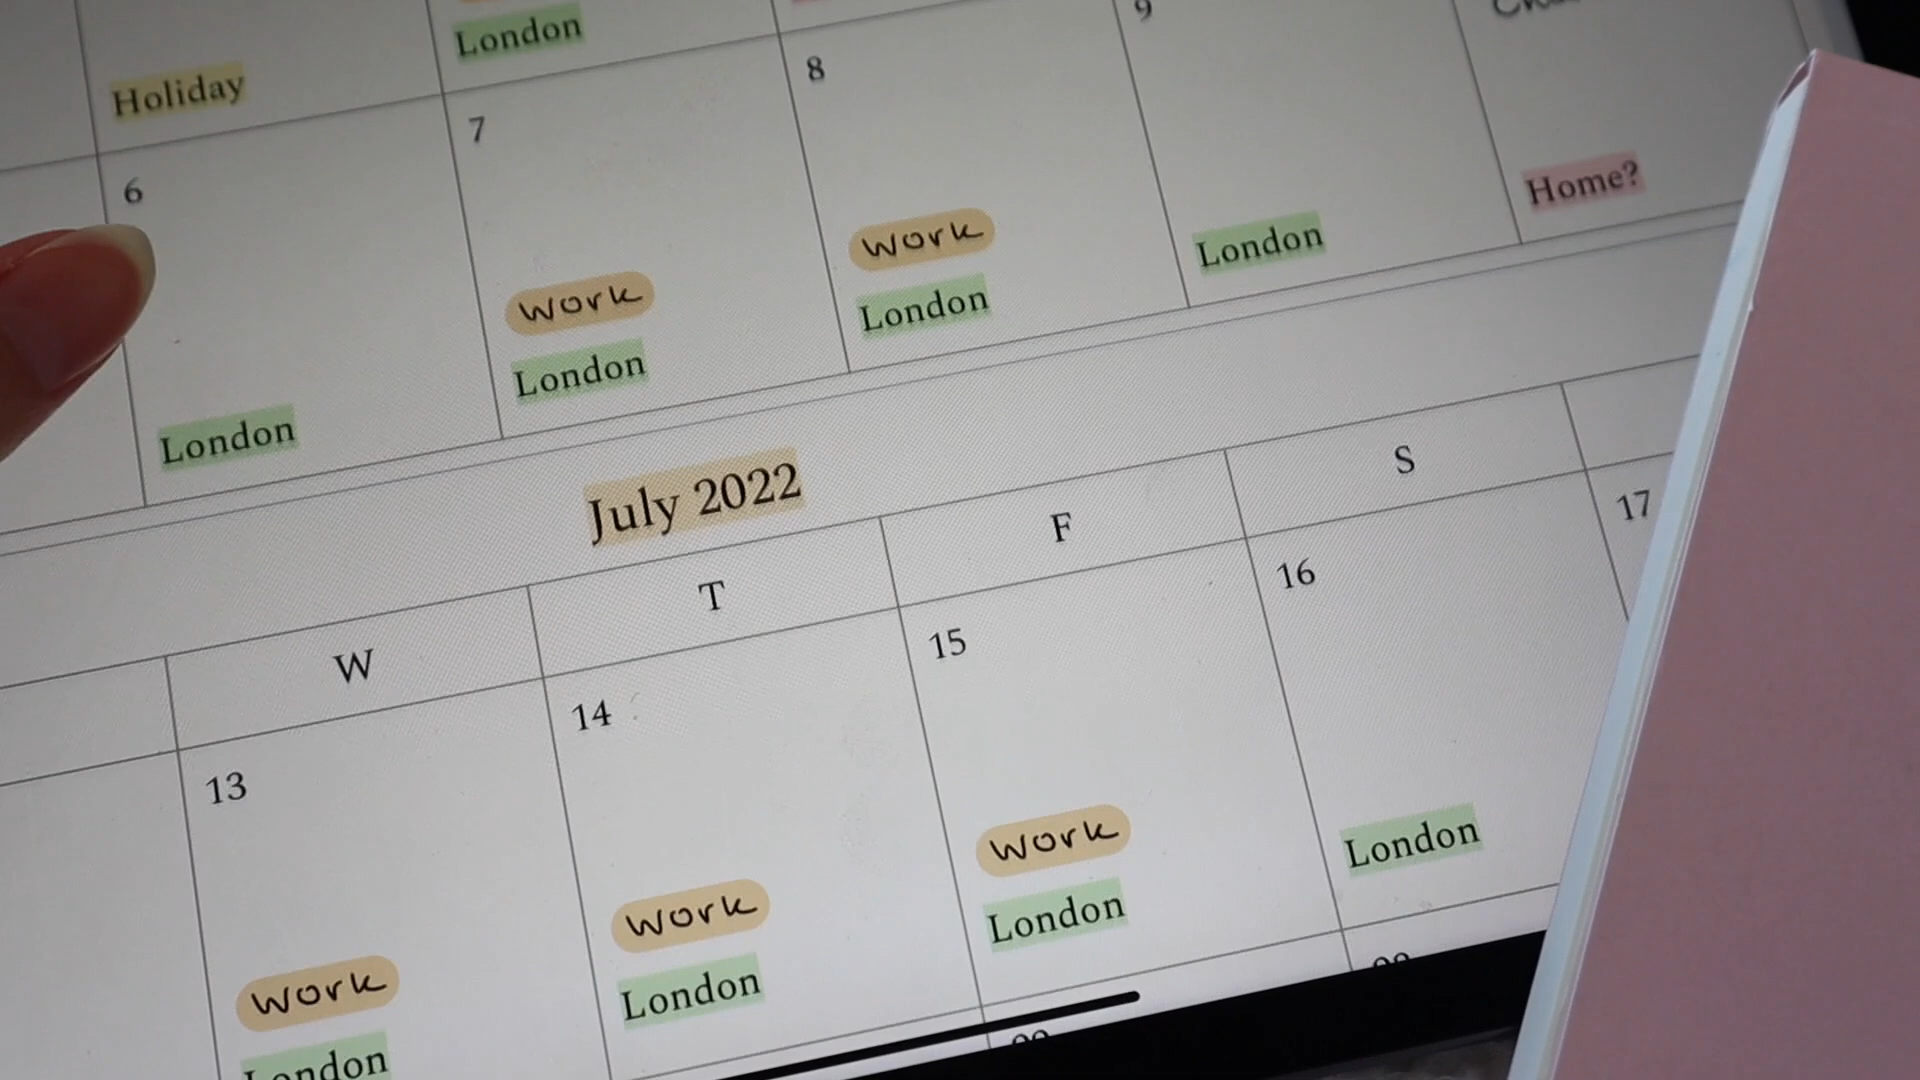 London
Holiday
9
8
7
6
Home?
Work
London
Work
London
London
London
July 2022
S
F
T
W
17
16
15
14
13
London
Work
London
Work
London
Work
London